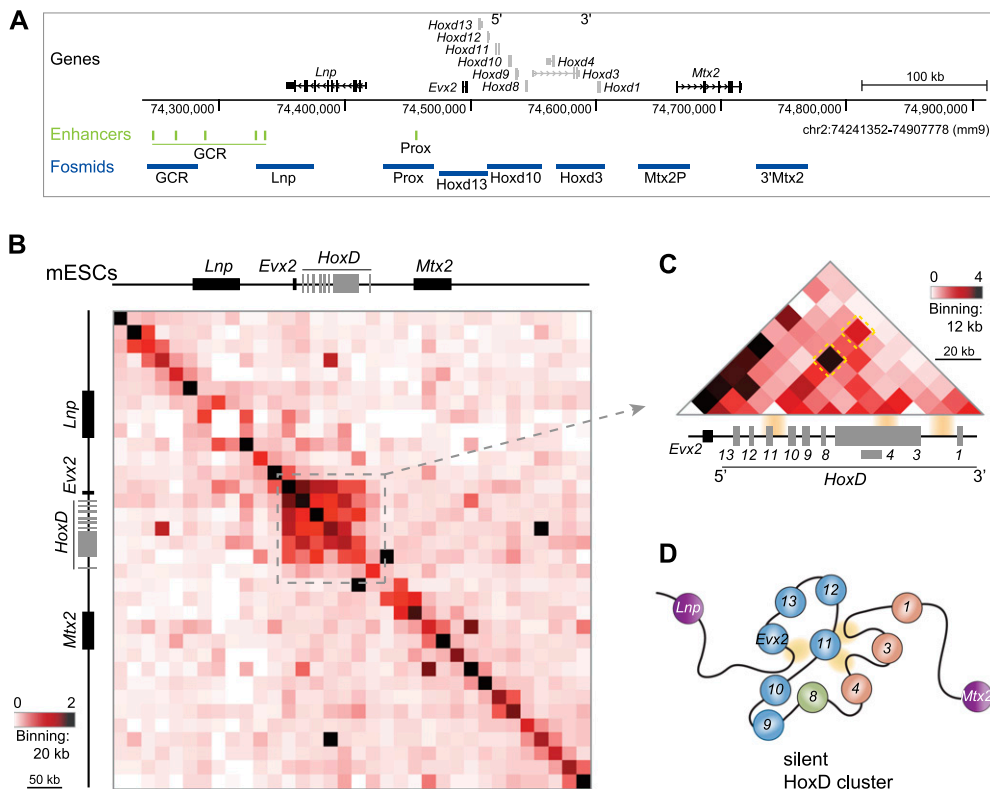 A
Genes
Hoxd13 5' 3'
Hoxd12
Hoxd11
Hoxd10 Hoxd4
Lnp Hoxd9 Hoxd3 Mtx2 100 kb
Evx2 Hoxd8 Hoxd1
74,300,000 74,400,000 74,500,000 74,600,000 74,700,000 74,800,000 74,900,000
Enhancers chr2:74241352-74907778 (mm9)
GCR Prox
Fosmids
GCR Lnp Prox Hoxd13 Hoxd10 Hoxd3 Mtx2P 3'Mtx2
B
mESCs Lnp Evx2 HoxD Mtx2
Lnp
Evx2
HoxD
Mtx2
0 2
Binning:
20 kb
50 kb
C
0 4
Binning:
12 kb
20 kb
Evx2 13 12 11 10 9 8 4 3 1
5' HoxD 3'
D
Lnp 13 12 1
Evx2 11 3
10 8 4 Mtx2
9
silent
HoxD cluster